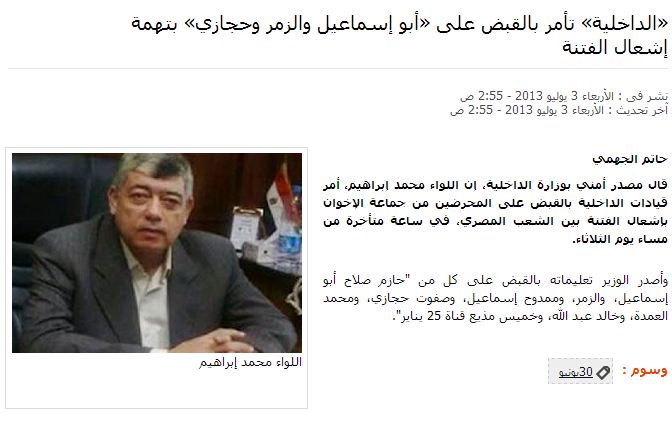 «الداخلية» تأمر بالقبض على «أبو إسماعيل والزمر وحجازي» بتهمة
إشعال الفتنة
نشر فى : الأربعاء 3 يوليو 2013 - 2:55 ص
آخر تحديث : الأربعاء 3 يوليو 2013 - 2:55 ص
حاتم الجهمي
قال مصدر أمني بوزارة الداخلية، إن اللواء محمد إبراهيم، أمر
قيادات الداخلية بالقبض على المحرضين من جماعة الإخوان
بإشعال الفتنة بين الشعب المصري، في ساعة متأخرة من
مساء يوم الثلاثاء.
وأصدر الوزير تعليماته بالقبض على كل من "حازم صلاح أبو
إسماعيل، والزمر، وممدوح إسماعيل، وصفوت حجازي، ومحمد
العمدة، وخالد عبد الله، وخميس مذيع قناة 25 يناير".
اللواء محمد إبراهيم
وسوم :
30يونيو